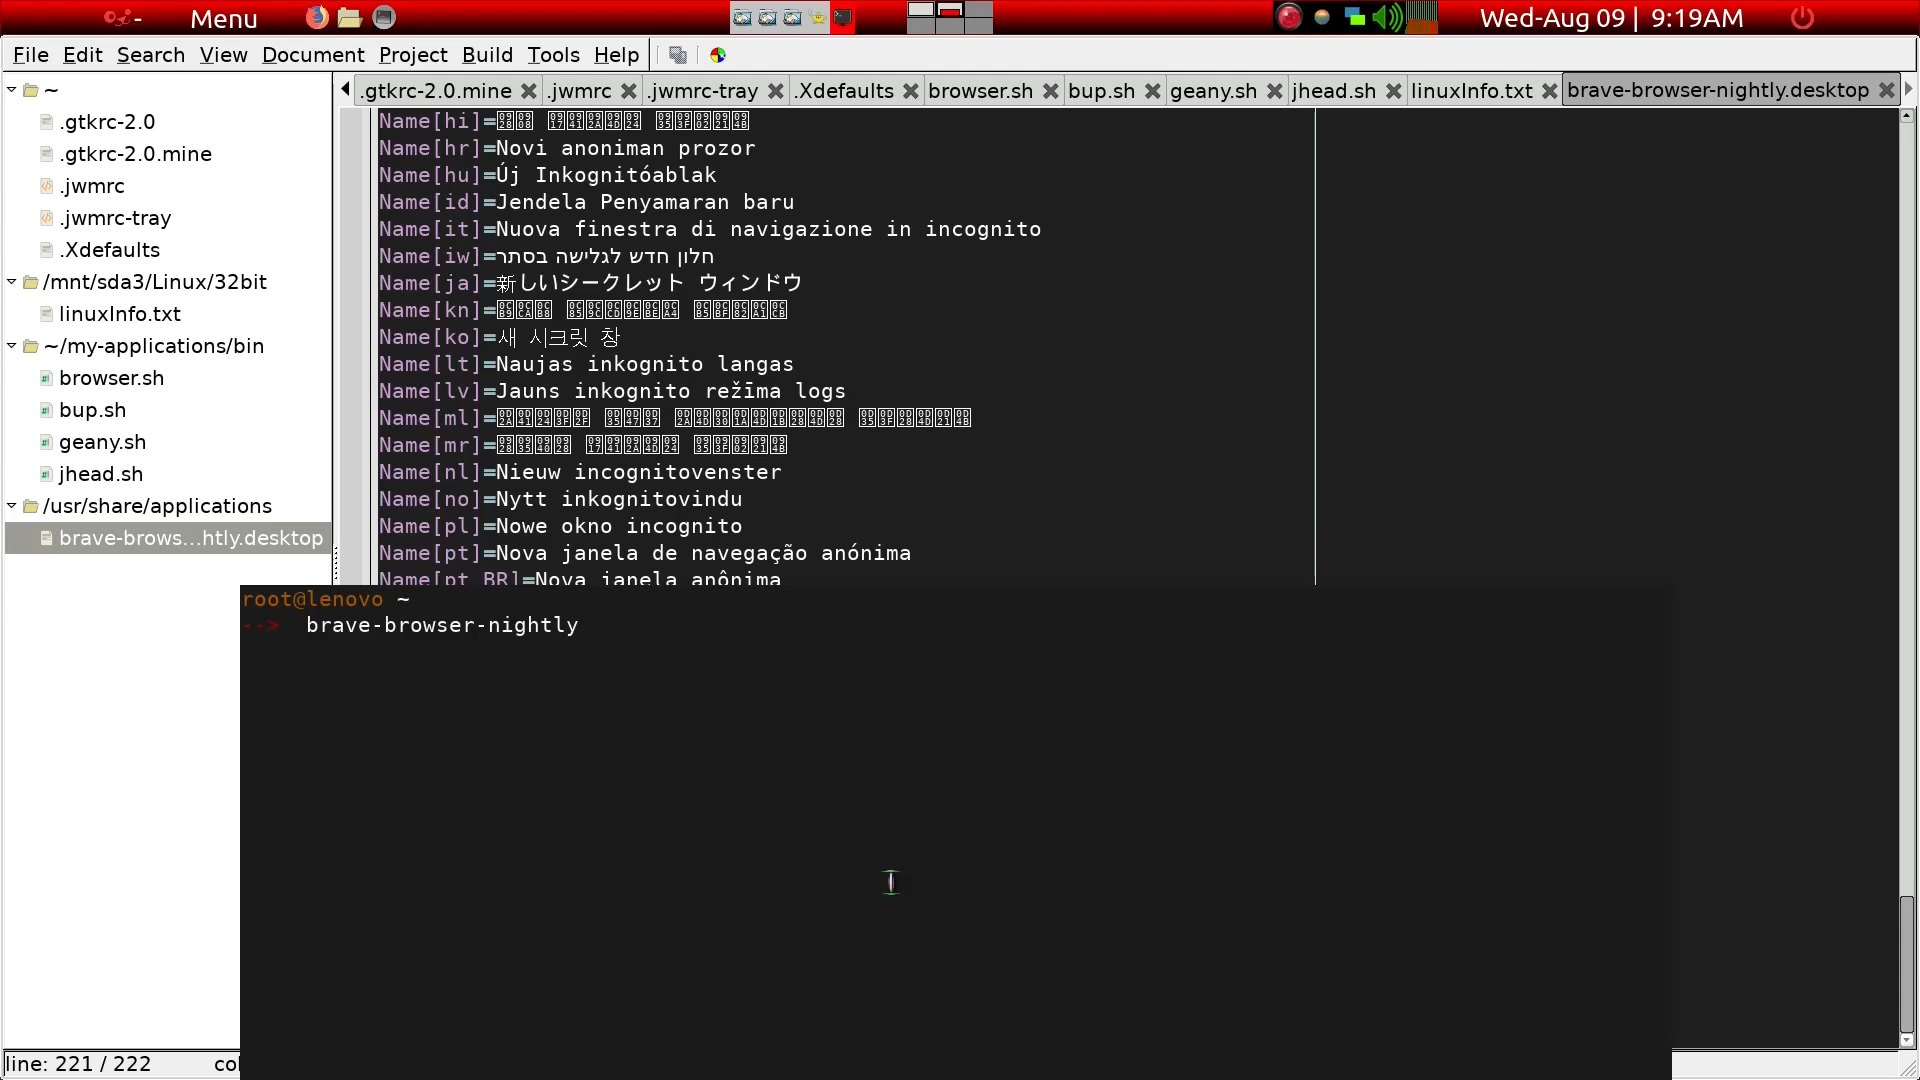 Menu
Wed-Aug 09 | 9:19AM
File Edit Search View Document Project Build Tools Help
~
.gtkrc-2.0
.gtkrc-2.0.mine
.jwmrc
.jwmrc-tray
.Xdefaults
/mnt/sda3/Linux/32bit
linuxInfo.txt
~/my-applications/bin
browser.sh
bup.sh
geany.sh
jhead.sh
/usr/share/applications
brave-brows...htly.desktop
.gtkrc-2.0.mine .jwmrc .jwmrc-tray .Xdefaults browser.sh bup.sh geany.sh jhead.sh linuxInfo.txt brave-browser-nightly.desktop
Name[hi]=
Name[hr]=Novi anoniman prozor
Name[hu]=Új Inkognitóablak
Name[id]=Jendela Penyamaran baru
Name[it]=Nuova finestra di navigazione in incognito
Name[iw]=חלון חדש לגלישה בסתר
Name[ja]=新しいシークレット ウィンドウ
Name[kn]=
Name[ko]=새 시크릿 창
Name[lt]=Naujas inkognito langas
Name[lv]=Jauns inkognito režīma logs
Name[ml]=
Name[mr]=
Name[nl]=Nieuw incognitovenster
Name[no]=Nytt inkognitovindu
Name[pl]=Nowe okno incognito
Name[pt]=Nova janela de navegação anónima
Name[pt_BR]=Nova janela anônima
root@lenovo ~
--> brave-browser-nightly
line: 221 / 222